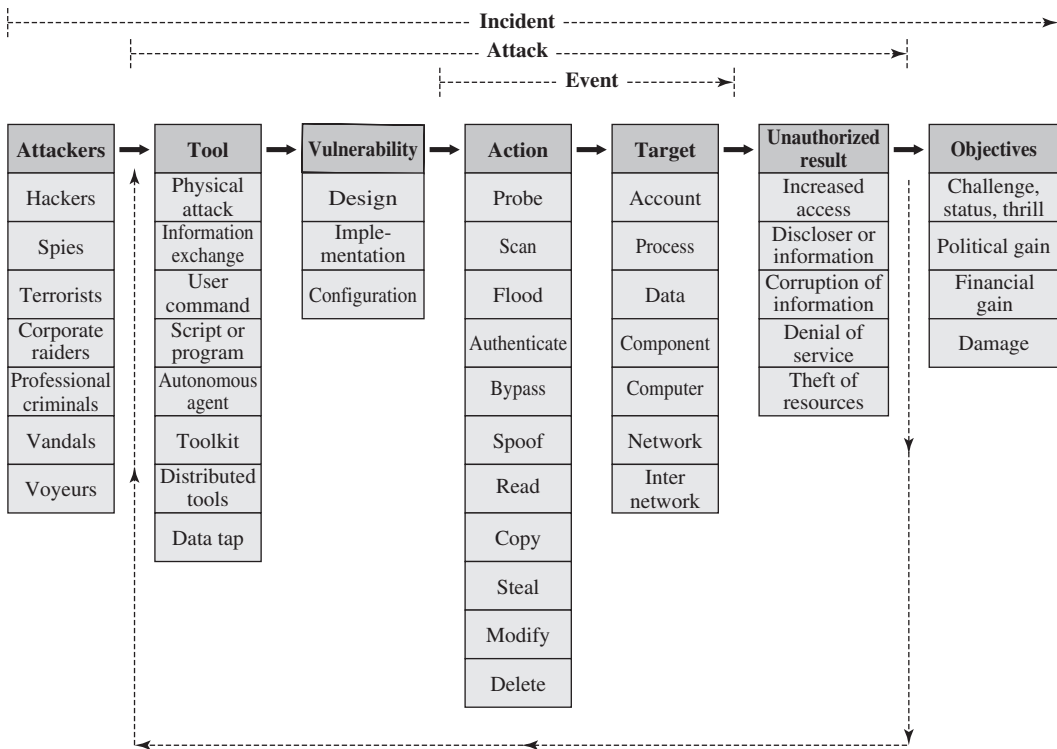 Incident
Attack
Event
Attackers
Hackers
Spies
Terrorists
Corporate
raiders
Professional
criminals
Vandals
Voyeurs
Tool
Physical
attack
Information
exchange
User
command
Script or
program
Autonomous
agent
Toolkit
Distributed
tools
Data tap
Vulnerability
Design
Imple-
mentation
Configuration
Action
Probe
Scan
Flood
Authenticate
Bypass
Spoof
Read
Copy
Steal
Modify
Delete
Target
Account
Process
Data
Component
Computer
Network
Inter
network
Unauthorized
result
Increased
access
Discloser or
information
Corruption of
information
Denial of
service
Theft of
resources
Objectives
Challenge,
status, thrill
Political gain
Financial
gain
Damage